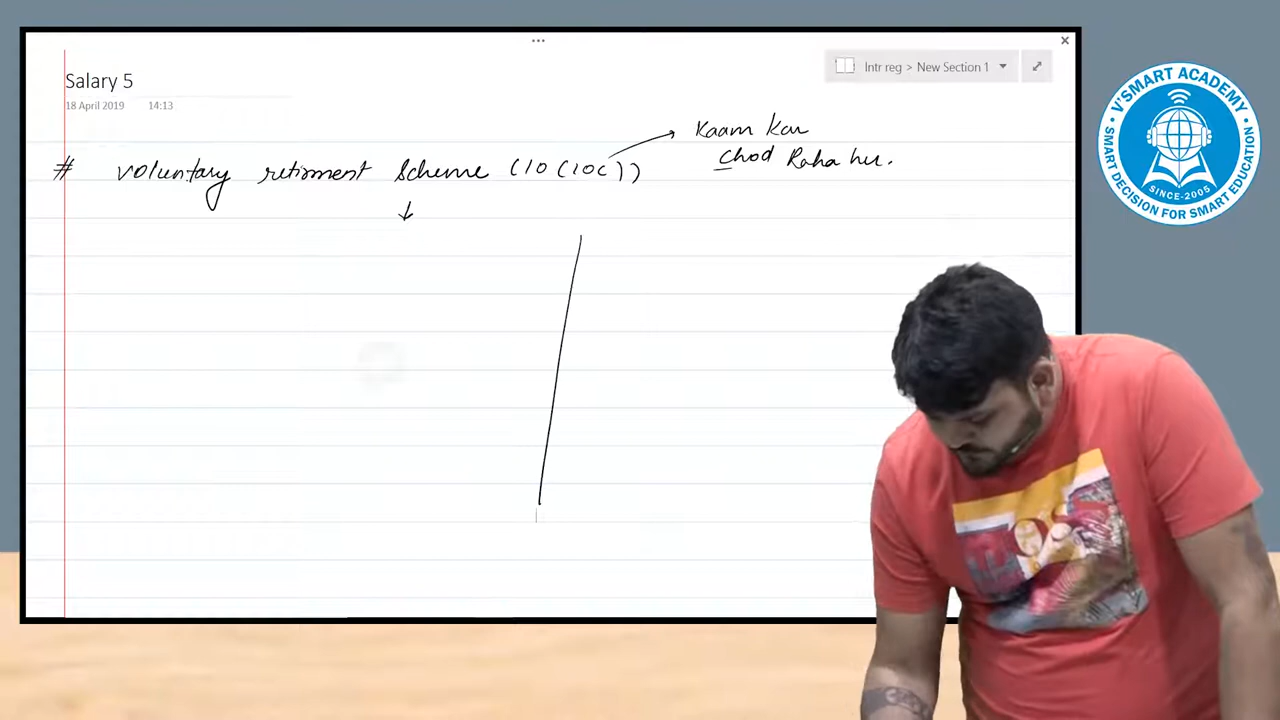 Salary 5
18 April 2019 14:13
Intr reg > New Section 1
# Voluntary retirment Scheme (10(10C))
Kaam kar
chod Raha hu.
V'SMART ACADEMY
SMART DECISION FOR SMART EDUCATION
SINCE-2005